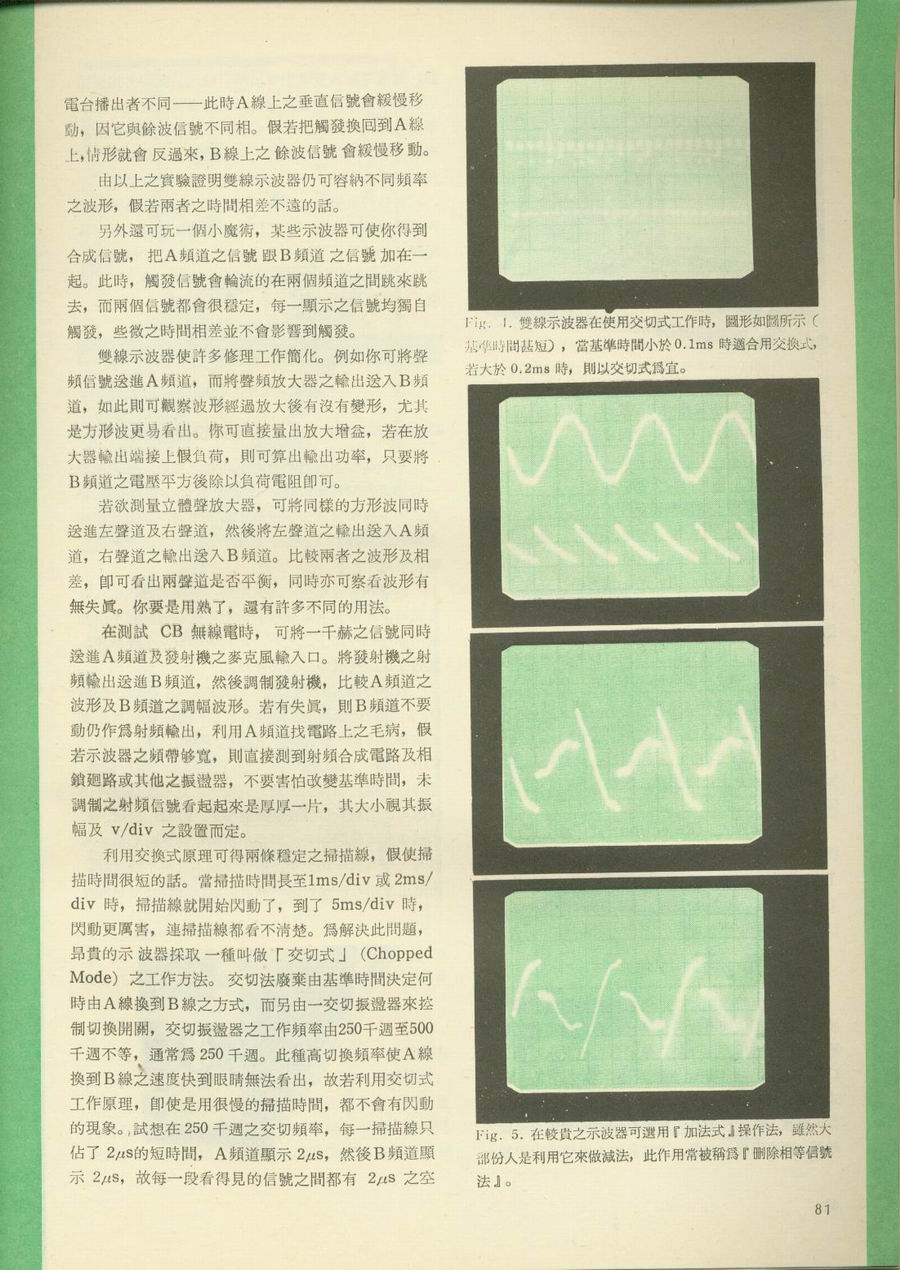 電台播出者不同——此時A線上之垂直信號會緩慢移
動，因它與餘波信號不同相。假若把觸發換回到A線
上，情形就會反過來，B線上之餘波信號會緩慢移動。
由以上之實驗證明雙線示波器仍可容納不同頻率
之波形，假若兩者之時間相差不遠的話。
另外還可玩一個小魔術，某些示波器可使你得到
合成信號，把A頻道之信號跟B頻道之信號加在一
起。此時，觸發信號會輪流的在兩個頻道之間跳來跳
去，而兩個信號都會很穩定，每一顯示之信號均獨自
觸發，些微之時間相差並不會影響到觸發。
雙線示波器使許多修理工作簡化。例如你可將聲
頻信號送進A頻道，而將聲頻放大器之輸出送入B頻
道，如此則可觀察波形經過放大後有沒有變形，尤其
是方形波更易看出。你可直接量出放大增益，若在放
大器輸出端接上假負荷，則可算出輸出功率，只要將
B頻道之電壓平方後除以負荷電阻卽可。
若欲測量立體聲放大器，可將同樣的方形波同時
送進左聲道及右聲道，然後將左聲道之輸出送入A頻
道，右聲道之輸出送入B頻道。比較兩者之波形及相
差，卽可看出兩聲道是否平衡，同時亦可察看波形有
無失眞。你要是用熟了，還有許多不同的用法。
在測試 CB 無線電時，可將一千赫之信號同時
送進A頻道及發射機之麥克風輸入口。將發射機之射
頻輸出送進B頻道，然後調制發射機，比較A頻道之
波形及B頻道之調幅波形。若有失眞，則B頻道不要
動仍作爲射頻輸出，利用A頻道找電路上之毛病，假
若示波器之頻帶够寬，則直接測到射頻合成電路及相
鎖廻路或其他之振盪器，不要害怕改變基準時間，未
調制之射頻信號看起起來是厚厚一片，其大小視其振
幅及 v/div 之設置而定。
利用交換式原理可得兩條穩定之掃描線，假使掃
描時間很短的話。當掃描時間長至1ms/div 或 2ms/
div 時，掃描線就開始閃動了，到了 5ms/div 時，
閃動更厲害，連掃描線都看不清楚。爲解決此問題，
昂貴的示波器採取一種叫做「交切式」（Chopped
Mode）之工作方法。交切法廢棄由基準時間決定何
時由A線換到B線之方式，而另由一交切振盪器來控
制切換開關，交切振盪器之工作頻率由250千週至500
千週不等，通常爲 250 千週。此種高切換頻率使A線
換到B線之速度快到眼睛無法看出，故若利用交切式
工作原理，卽使是用很慢的掃描時間，都不會有閃動
的現象。試想在 250 千週之交切頻率，每一掃描線只
佔了 2μs的短時間，A頻道顯示 2μs，然後B頻道顯
示 2μs，故每一段看得見的信號之間都有 2μs 之空
Fig. 4. 雙線示波器在使用交切式工作時，圖形如圖所示（
基準時間甚短），當基準時間小於 0.1ms 時適合用交換式，
若大於 0.2ms 時，則以交切式爲宜。
Fig. 5. 在較貴之示波器可選用『加法式』操作法，雖然大
部份人是利用它來做減法，此作用常被稱爲『刪除相等信號
法』。
81